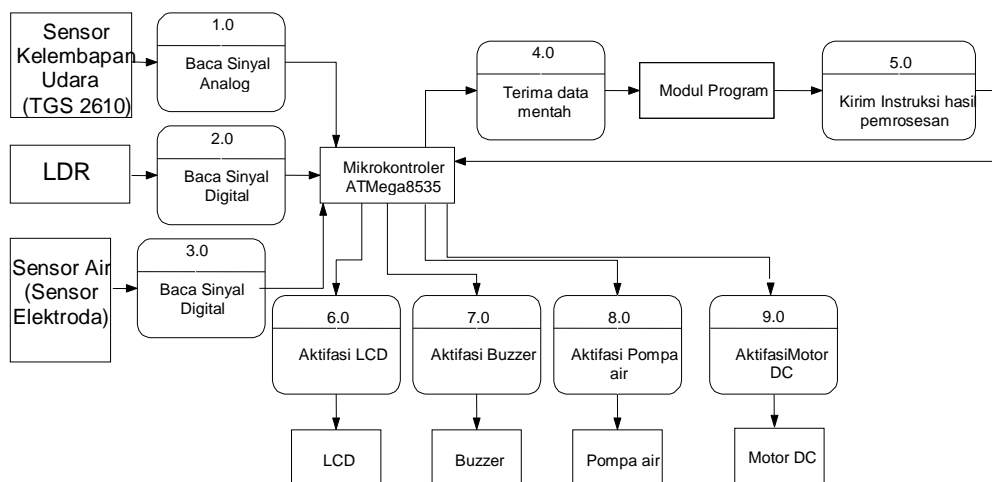 Sensor
Kelembapan
Udara
(TGS 2610)
1.0
Baca Sinyal
Analog
4.0
Terima data
mentah
Modul Program
5.0
Kirim Instruksi hasil
pemrosesan
LDR
2.0
Baca Sinyal
Digital
Mikrokontroler
ATMega8535
Sensor Air
(Sensor
Elektroda)
3.0
Baca Sinyal
Digital
6.0
Aktifasi LCD
7.0
Aktifasi Buzzer
8.0
Aktifasi Pompa
air
9.0
AktifasiMotor
DC
LCD
Buzzer
Pompa air
Motor DC